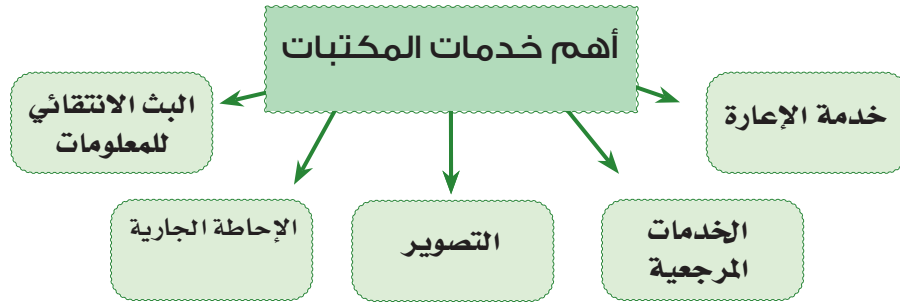 أهم خدمات المكتبات
خدمة الإعارة
الخدمات
المرجعية
التصوير
الإحاطة الجارية
البث الانتقائي
للمعلومات